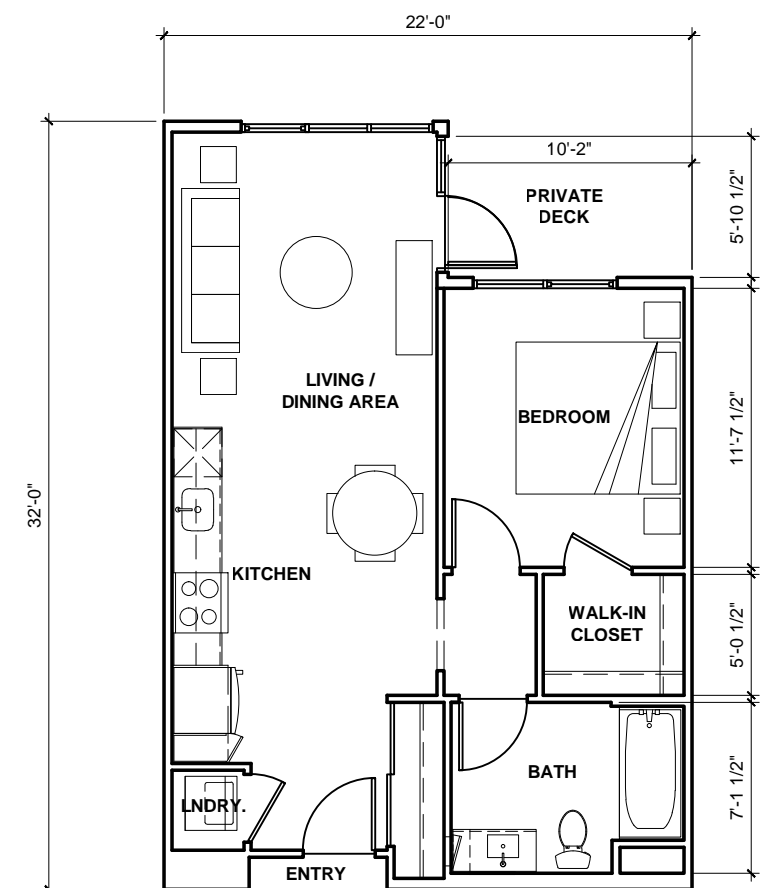 22'-0"
10'-2"
PRIVATE
DECK
5'-10 1/2"
LIVING /
DINING AREA
BEDROOM
11'-7 1/2"
32'-0"
KITCHEN
WALK-IN
CLOSET
5'-0 1/2"
BATH
7'-1 1/2"
LNDRY.
ENTRY